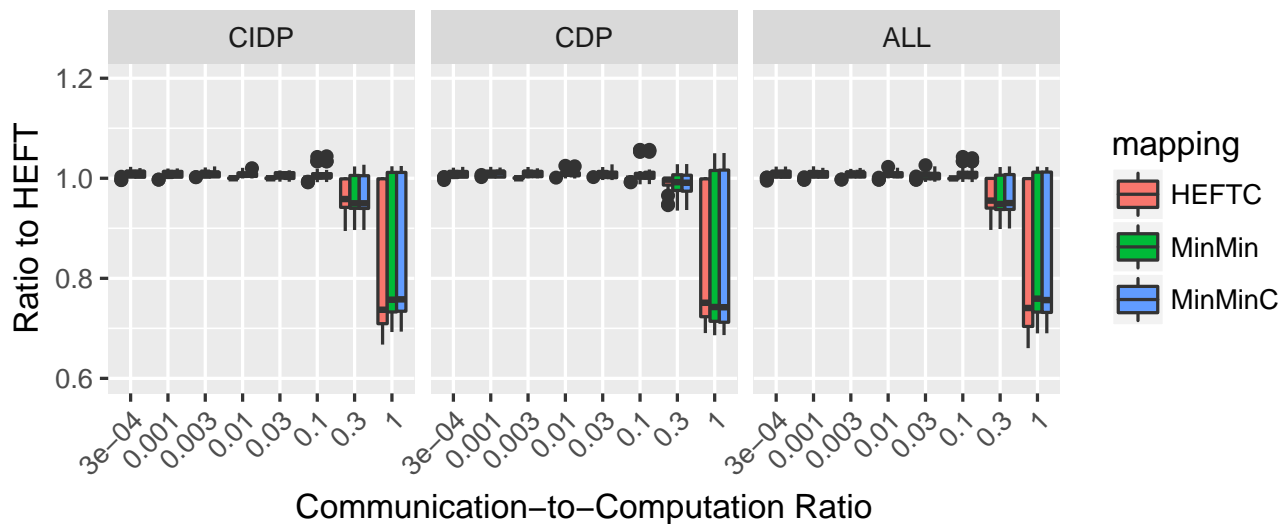 CIDP CDP ALL
1.2
1.0
0.8
0.6
Ratio to HEFT
3e−04 0.001 0.003 0.01 0.03 0.1 0.3 1
3e−04 0.001 0.003 0.01 0.03 0.1 0.3 1
3e−04 0.001 0.003 0.01 0.03 0.1 0.3 1
Communication−to−Computation Ratio
mapping
HEFTC
MinMin
MinMinC